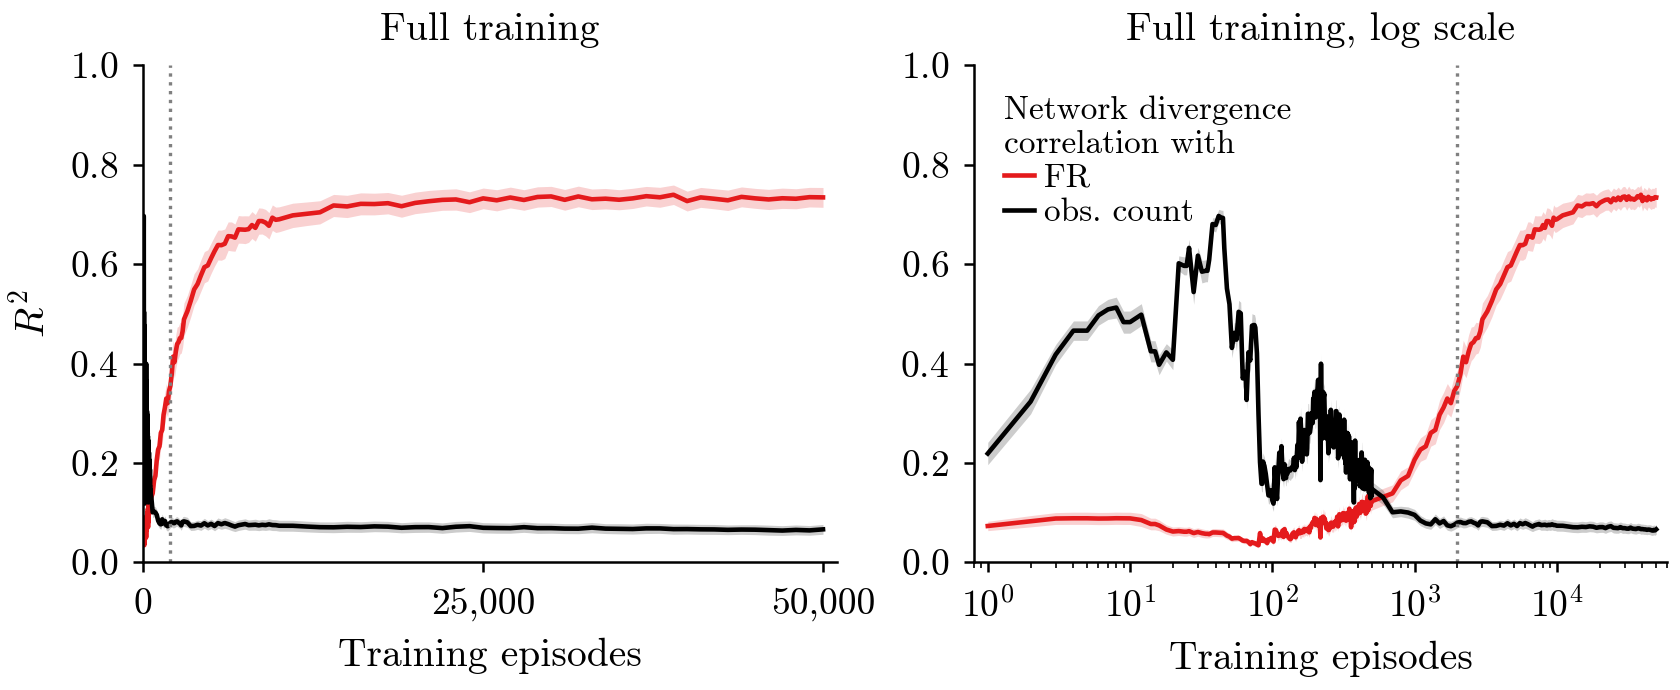 Full training
1.0
0.8
0.6
0.4
0.2
0.0
R²
0
25,000
50,000
Training episodes
Full training, log scale
Network divergence
correlation with
FR
obs. count
1.0
0.8
0.6
0.4
0.2
0.0
10⁰
10¹
10²
10³
10⁴
Training episodes